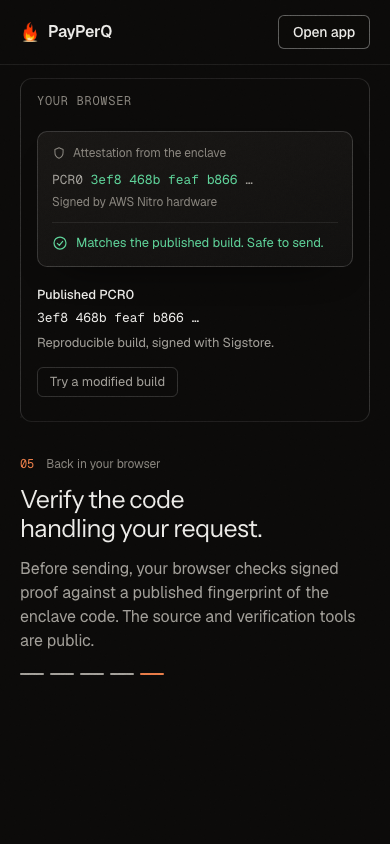 PayPerQ
Open app
YOUR BROWSER
Attestation from the enclave
PCR0 3ef8 468b feaf b866 …
Signed by AWS Nitro hardware
Matches the published build. Safe to send.
Published PCR0
3ef8 468b feaf b866 …
Reproducible build, signed with Sigstore.
Try a modified build
05 Back in your browser
Verify the code
handling your request.
Before sending, your browser checks signed
proof against a published fingerprint of the
enclave code. The source and verification tools
are public.